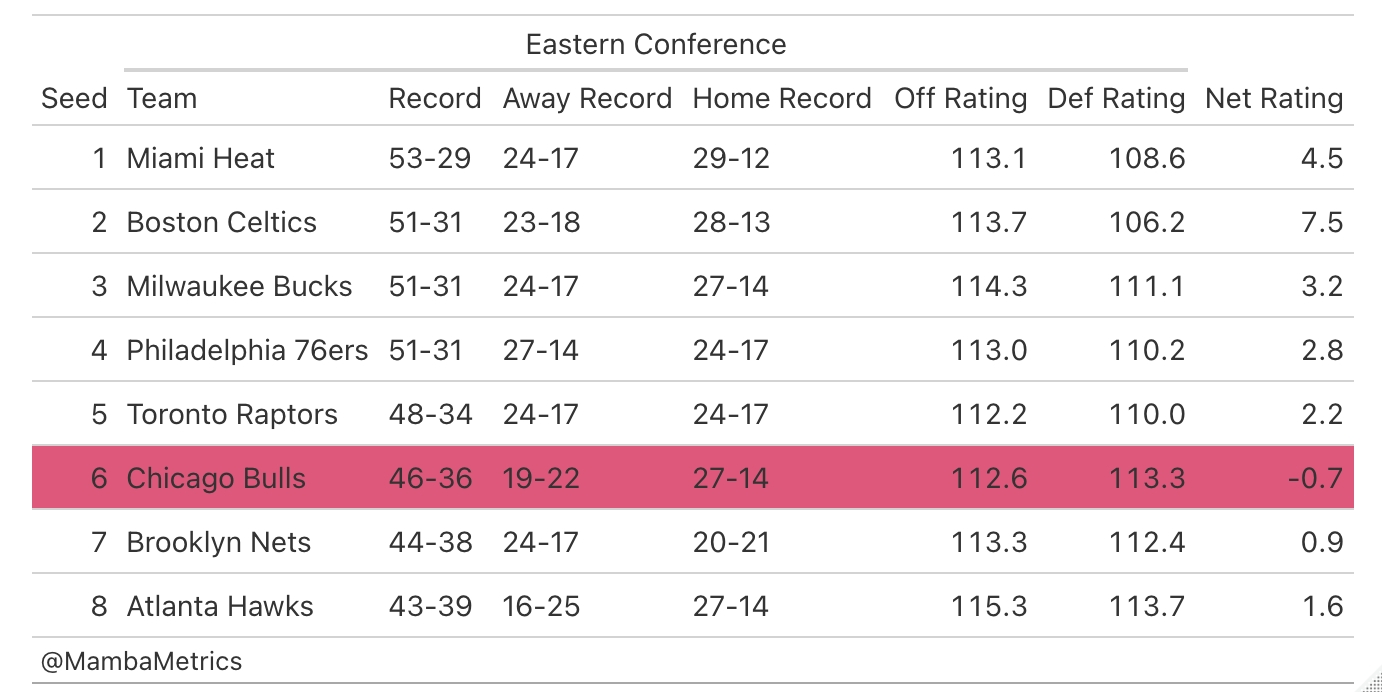 Eastern Conference
Seed Team Record Away Record Home Record Off Rating Def Rating Net Rating
1 Miami Heat 53-29 24-17 29-12 113.1 108.6 4.5
2 Boston Celtics 51-31 23-18 28-13 113.7 106.2 7.5
3 Milwaukee Bucks 51-31 24-17 27-14 114.3 111.1 3.2
4 Philadelphia 76ers 51-31 27-14 24-17 113.0 110.2 2.8
5 Toronto Raptors 48-34 24-17 24-17 112.2 110.0 2.2
6 Chicago Bulls 46-36 19-22 27-14 112.6 113.3 -0.7
7 Brooklyn Nets 44-38 24-17 20-21 113.3 112.4 0.9
8 Atlanta Hawks 43-39 16-25 27-14 115.3 113.7 1.6
@MambaMetrics